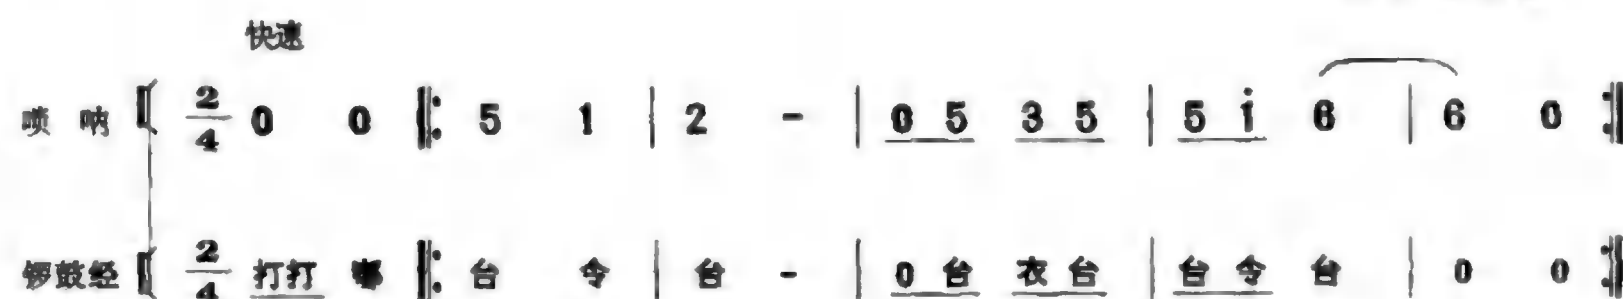 快速
唢 呐 2/4 0 0 ‖: 5 1 | 2 - | 0 5 3 5 | 5 i̇ 6 | 6 0 :‖
锣鼓经 2/4 打打 ‖: 台 令 | 台 - | 0 台 衣台 | 台令 台 | 0 0 :‖